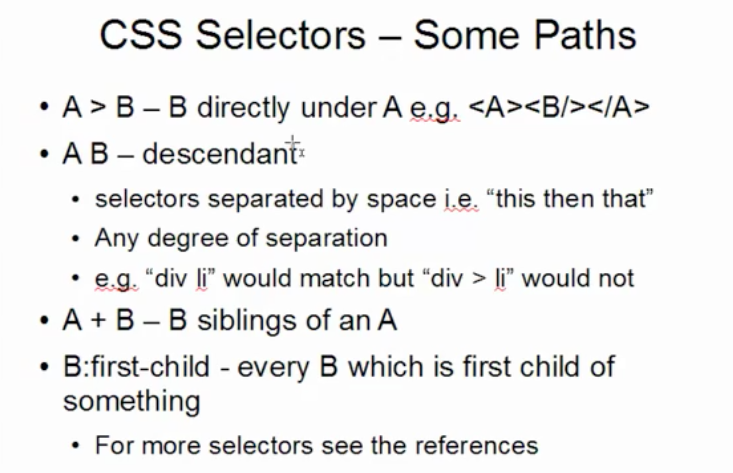 CSS Selectors – Some Paths
• A > B – B directly under A e.g. <A><B/></A>
• A B – descendant
• selectors separated by space i.e. “this then that”
• Any degree of separation
• e.g. “div li” would match but “div > li” would not
• A + B – B siblings of an A
• B:first-child - every B which is first child of
something
• For more selectors see the references